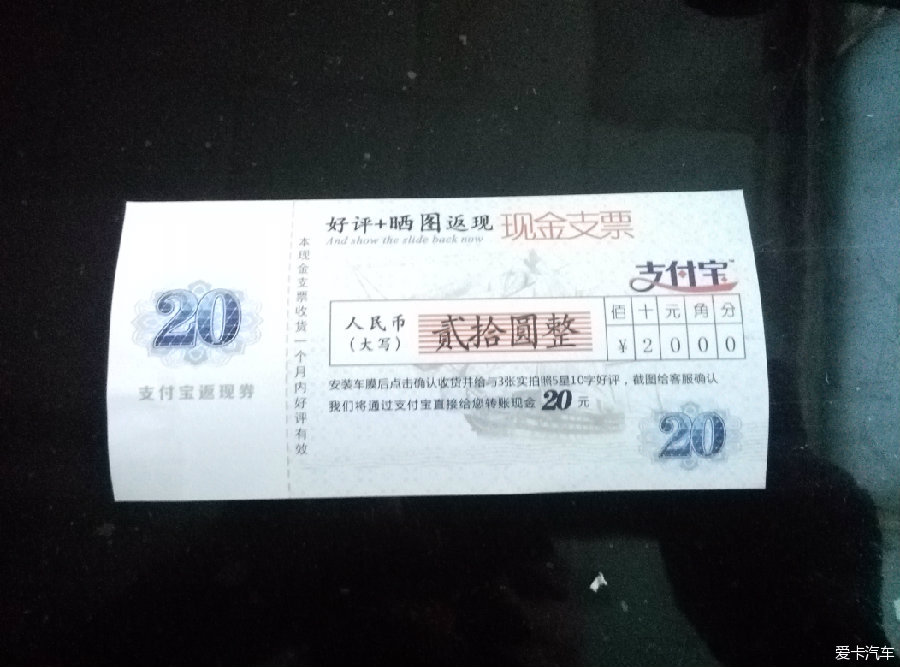 20
支付宝返现券
本现金支票收货一个月内好评有效
好评+晒图返现 现金支票
And show the slide back now
支付宝
人民币
(大写)
贰拾圆整
佰 十 元 角 分
¥ 2 0 0 0
安装车膜后点击确认收货并给与3张实拍照5星10字好评，截图给客服确认
我们将通过支付宝直接给您转账现金 20 元
20
爱卡汽车